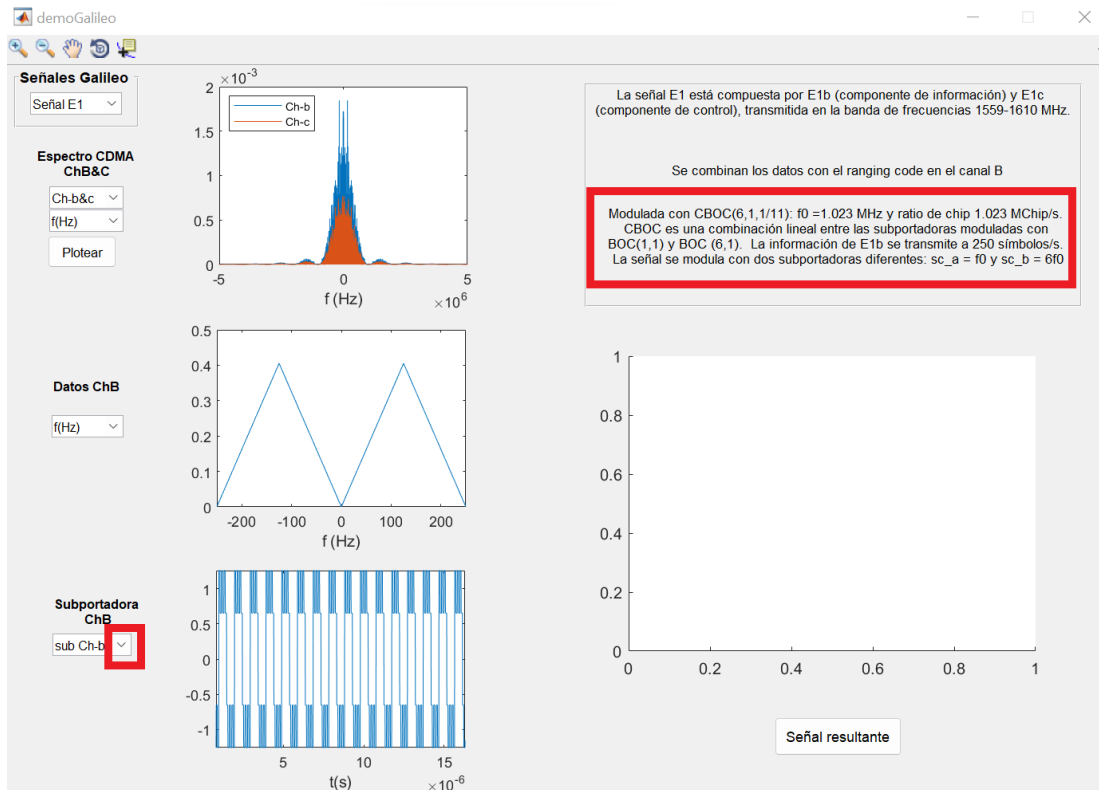 demoGalileo
Señales Galileo
Señal E1
Espectro CDMA
ChB&C
Ch-b&c
f(Hz)
Plotear
×10^-3
2
1.5
1
0.5
0
Ch-b
Ch-c
-5
0
5
f (Hz)
×10^6
La señal E1 está compuesta por E1b (componente de información) y E1c
(componente de control), transmitida en la banda de frecuencias 1559-1610 MHz.
Se combinan los datos con el ranging code en el canal B
Modulada con CBOC(6,1,1/11): f0 =1.023 MHz y ratio de chip 1.023 MChip/s.
CBOC es una combinación lineal entre las subportadoras moduladas con
BOC(1,1) y BOC (6,1). La información de E1b se transmite a 250 símbolos/s.
La señal se modula con dos subportadoras diferentes: sc_a = f0 y sc_b = 6f0
Datos ChB
f(Hz)
0.5
0.4
0.3
0.2
0.1
0
-200
-100
0
100
200
f (Hz)
Subportadora
ChB
sub Ch-b
1
0.5
0
-0.5
-1
5
10
15
t(s)
×10^-6
1
0.8
0.6
0.4
0.2
0
0
0.2
0.4
0.6
0.8
1
Señal resultante